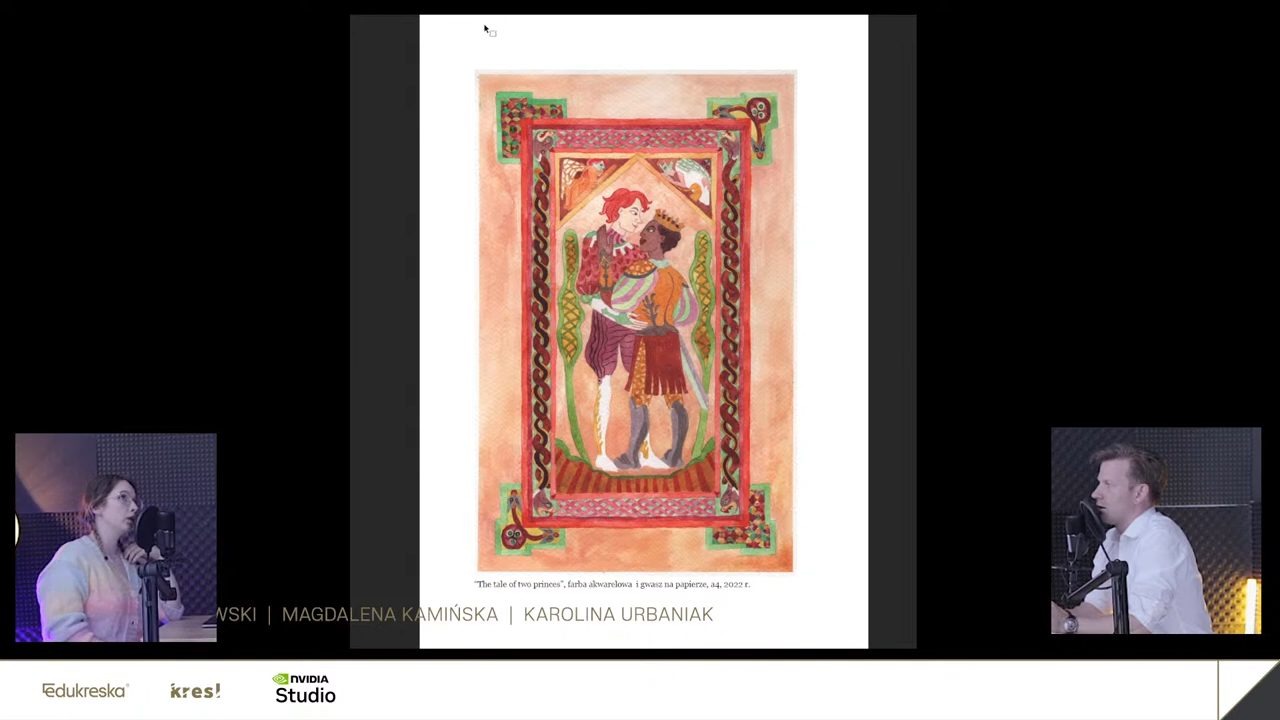 "The tale of two princes", farba akwarelowa i gwasz na papierze, a4, 2022 r.
WSKI | MAGDALENA KAMIŃSKA | KAROLINA URBANIAK
Edukreska
kres!
NVIDIA
Studio